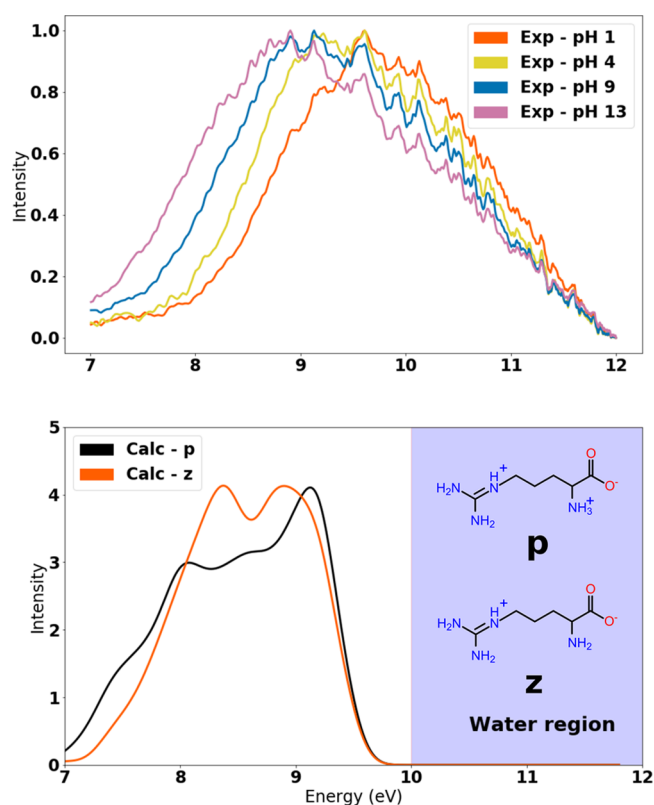 1.0
0.8
0.6
0.4
0.2
0.0
Intensity
Exp - pH 1
Exp - pH 4
Exp - pH 9
Exp - pH 13
7 8 9 10 11 12
5
4
3
2
1
0
Intensity
Calc - p
Calc - z
H
+
O
H₂N
N
O⁻
NH₂
NH₃
+
p
H
+
O
H₂N
N
O⁻
NH₂
NH₂
z
Water region
7 8 9 10 11 12
Energy (eV)